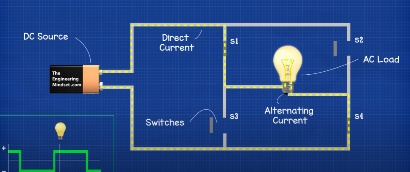 DC Source
Direct
Current
S1
S2
AC Load
The
Engineering
Mindset.com
Alternating
Current
Switches
S3
S4
+
-